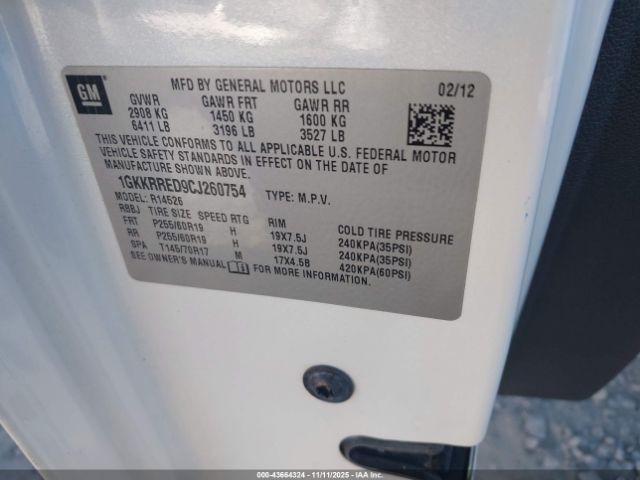 GM
MFD BY GENERAL MOTORS LLC 02/12
GVWR GAWR FRT GAWR RR
2908 KG 1450 KG 1600 KG
6411 LB 3196 LB 3527 LB
THIS VEHICLE CONFORMS TO ALL APPLICABLE U.S. FEDERAL MOTOR
VEHICLE SAFETY STANDARDS IN EFFECT ON THE DATE OF
MANUFACTURE SHOWN ABOVE.
1GKKRRED9CJ260754 TYPE: M.P.V.
MODEL: R14526
RBBJ TIRE SIZE SPEED RTG RIM COLD TIRE PRESSURE
FRT P255/60R19 H 19X7.5J 240KPA(35PSI)
RR P255/60R19 H 19X7.5J 240KPA(35PSI)
SPA T145/70R17 M 17X4.5B 420KPA(60PSI)
SEE OWNER'S MANUAL FOR MORE INFORMATION.
000-43664324 11/11/2025 IAAI.com